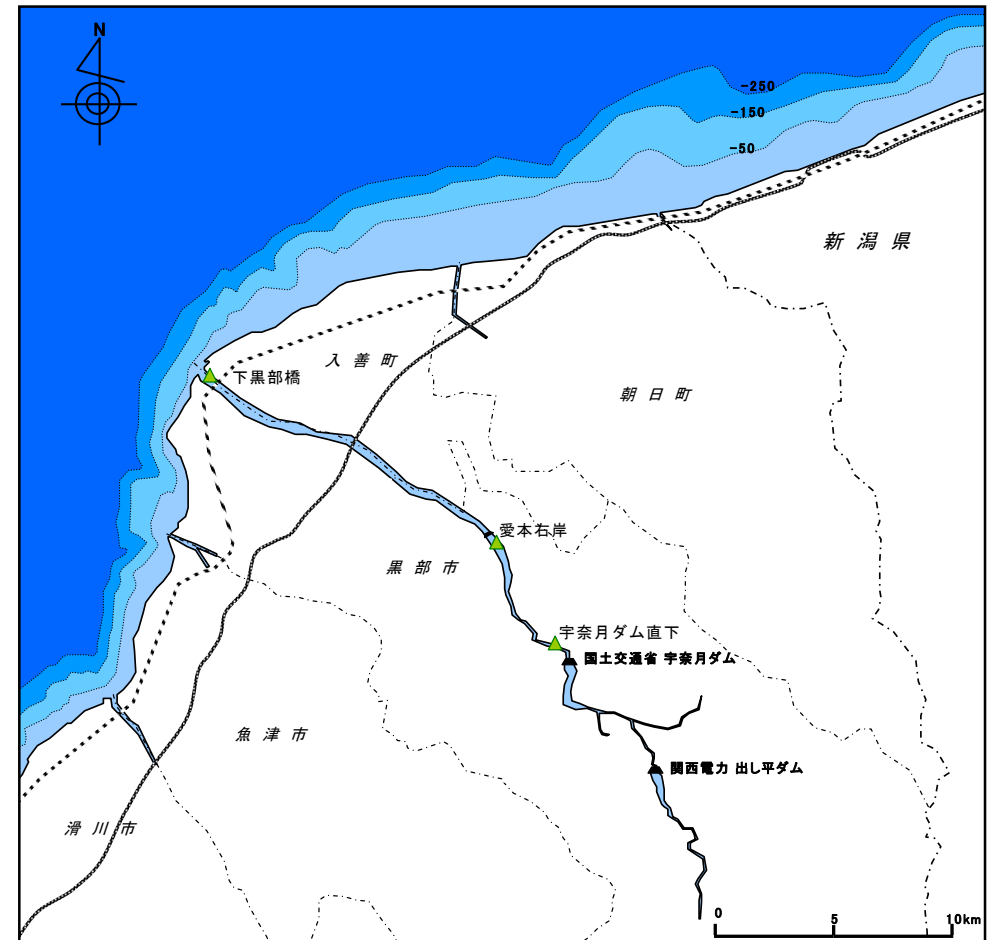 N
-250
-150
-50
新潟県
入善町
下黒部橋
朝日町
愛本右岸
黒部市
宇奈月ダム直下
国土交通省 宇奈月ダム
魚津市
関西電力 出し平ダム
滑川市
0 5 10km